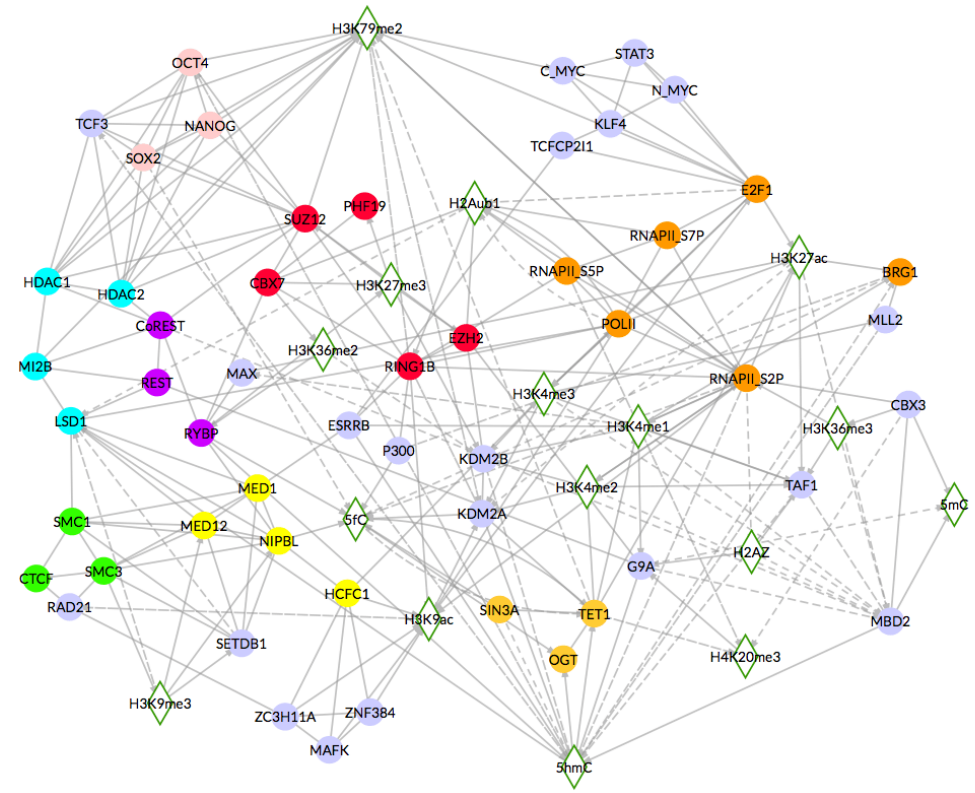 H3K79me2
OCT4
STAT3
C_MYC
N_MYC
TCF3
NANOG
KLF4
TCFCP2I1
SOX2
E2F1
PHF19
H2Aub1
SUZ12
RNAPII_S7P
H3K27ac
RNAPII_S5P
BRG1
HDAC1
HDAC2
CBX7
H3K27me3
CoREST
POLII
MLL2
EZH2
H3K36me2
MI2B
MAX
RING1B
REST
RNAPII_S2P
H3K4me3
CBX3
LSD1
RYBP
ESRRB
H3K4me1
H3K36me3
P300
KDM2B
MED1
H3K4me2
TAF1
5mC
SMC1
MED12
5fC
KDM2A
NIPBL
H2AZ
CTCF
SMC3
G9A
RAD21
HCFC1
H3K9ac
SIN3A
TET1
MBD2
SETDB1
OGT
H4K20me3
H3K9me3
ZC3H11A
ZNF384
MAFK
5hmC